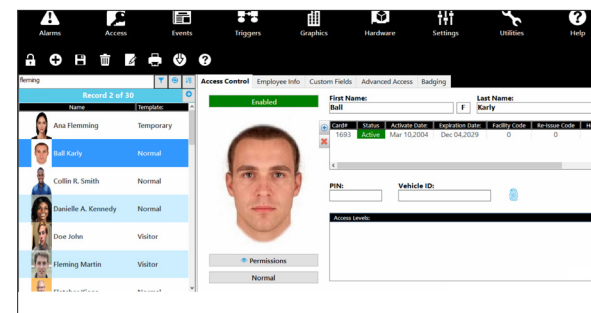 Alarms Access Events Triggers Graphics Hardware Settings Utilities Help
fleming
Access Control Employee Info Custom Fields Advanced Access Badging
Record 2 of 30
Name Template:
Ana Flemming Temporary
Ball Karly Normal
Collin R. Smith Normal
Danielle A. Kennedy Normal
Doe John Visitor
Fleming Martin Visitor
Enabled
Permissions
Normal
First Name: Last Name:
Ball F Karly
Card# Status Activate Date: Expiration Date: Facility Code Re-Issue Code
1693 Active Mar 10,2004 Dec 04,2029 0 0
PIN: Vehicle ID:
Access Levels: